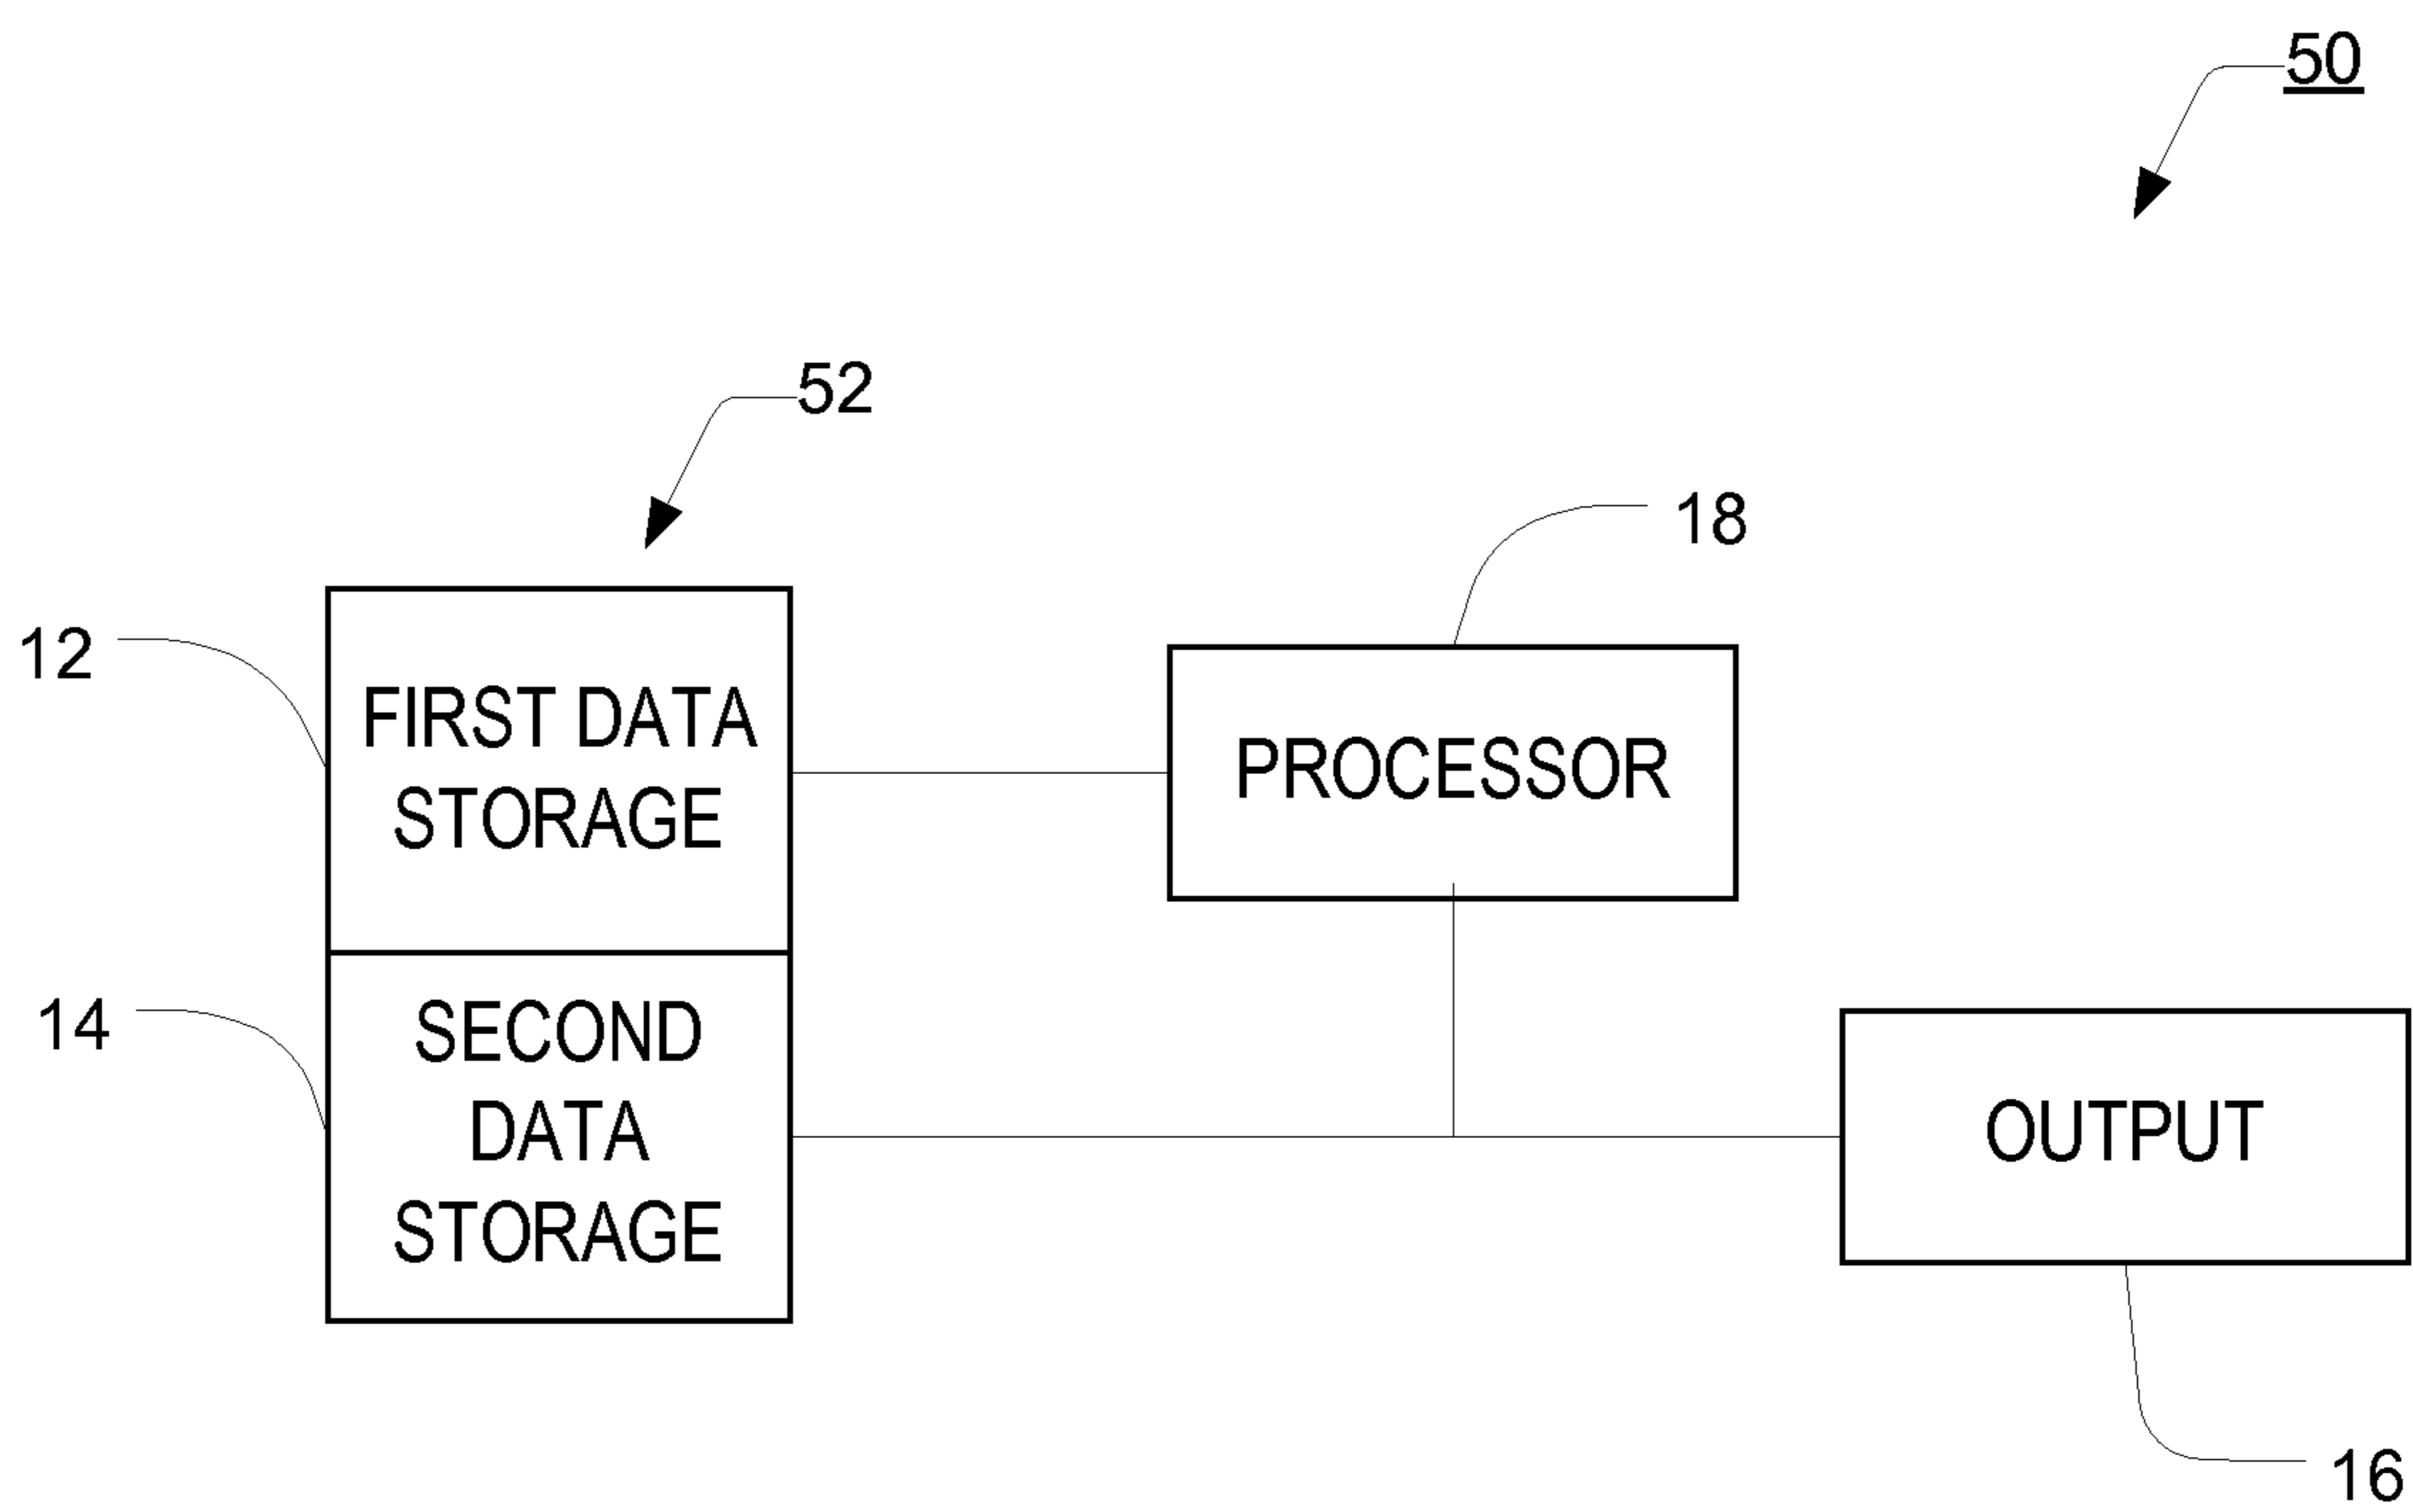 50
52
18
12
FIRST DATA
STORAGE
PROCESSOR
14
SECOND
DATA
STORAGE
OUTPUT
16